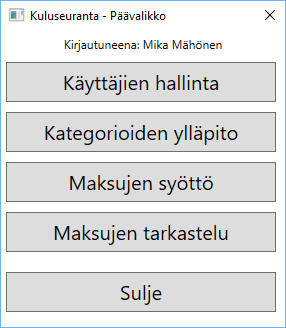 Kuluseuranta - Päävalikko
Kirjautuneena: Mika Mähönen
Käyttäjien hallinta
Kategorioiden ylläpito
Maksujen syöttö
Maksujen tarkastelu
Sulje